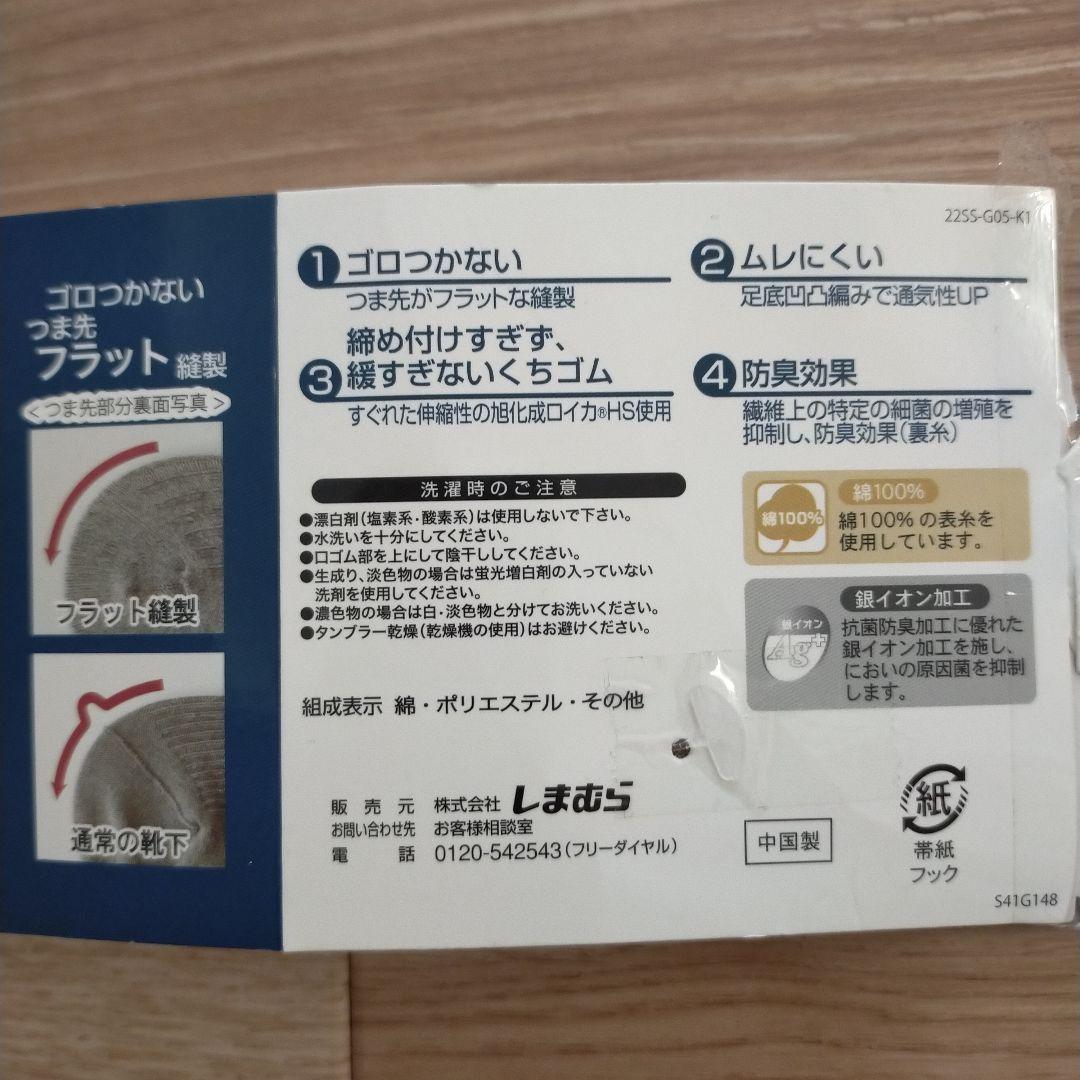 ゴロつかない
つま先
フラット縫製
<つま先部分裏面写真>
フラット縫製
通常の靴下
22SS-G05-K1
1 ゴロつかない
つま先がフラットな縫製
2 ムレにくい
足底凹凸編みで通気性UP
3 締め付けすぎず、
緩すぎないくちゴム
すぐれた伸縮性の旭化成ロイカ®HS使用
4 防臭効果
繊維上の特定の細菌の増殖を
抑制し、防臭効果(裏糸)
洗濯時のご注意
●漂白剤(塩素系・酸素系)は使用しないで下さい。
●水洗いを十分にしてください。
●口ゴム部を上にして陰干ししてください。
●生成り、淡色物の場合は蛍光増白剤の入っていない
洗剤を使用してください。
●濃色物の場合は白・淡色物と分けてお洗いください。
●タンブラー乾燥(乾燥機の使用)はお避けください。
綿100%
綿100%
綿100%の表糸を
使用しています。
銀イオン
Ag+
銀イオン加工
抗菌防臭加工に優れた
銀イオン加工を施し、
においの原因菌を抑制
します。
組成表示 綿・ポリエステル・その他
販売元 株式会社 しまむら
お問い合わせ先 お客様相談室
電話 0120-542543(フリーダイヤル)
中国製
紙
帯紙
フック
S41G148